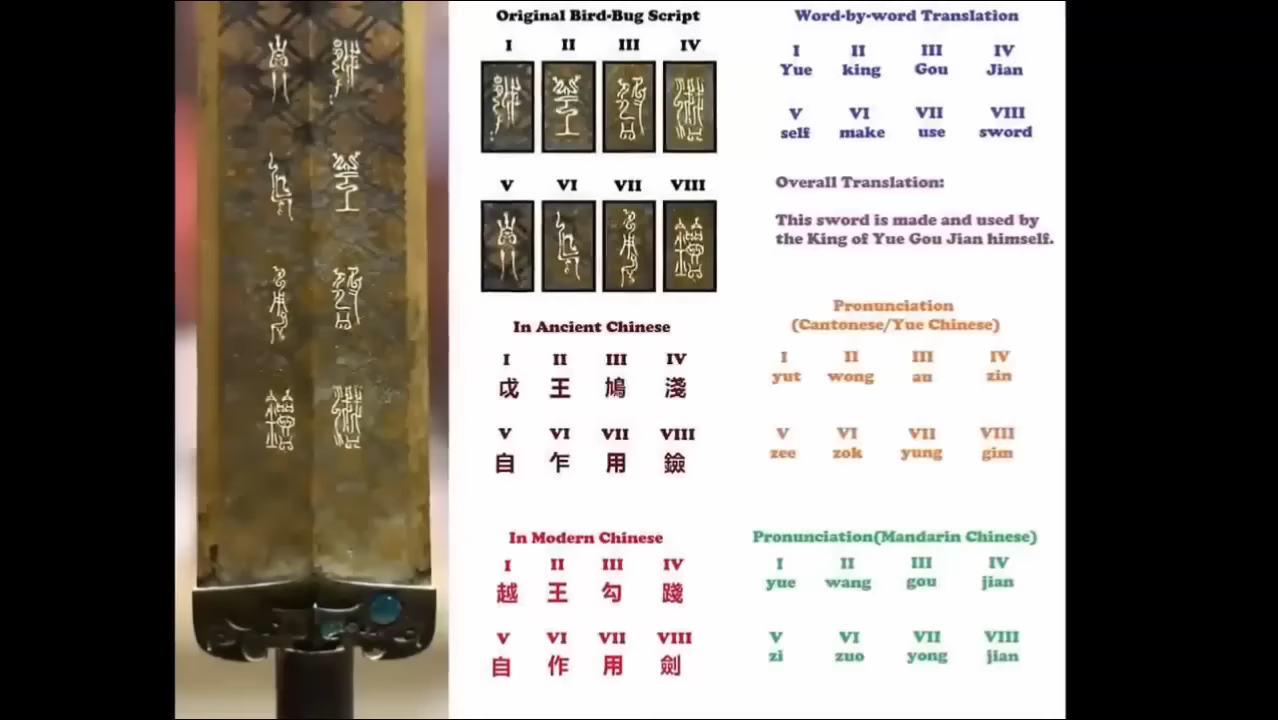 Original Bird-Bug Script
I II III IV
V VI VII VIII
In Ancient Chinese
I II III IV
戉 王 鳩 淺
V VI VII VIII
自 乍 用 鐱
In Modern Chinese
I II III IV
越 王 勾 踐
V VI VII VIII
自 作 用 劍
Word-by-word Translation
I II III IV
Yue king Gou Jian
V VI VII VIII
self make use sword
Overall Translation:
This sword is made and used by
the King of Yue Gou Jian himself.
Pronunciation
(Cantonese/Yue Chinese)
I II III IV
yut wong au zin
V VI VII VIII
zee zok yung gim
Pronunciation(Mandarin Chinese)
I II III IV
yue wang gou jian
V VI VII VIII
zi zuo yong jian